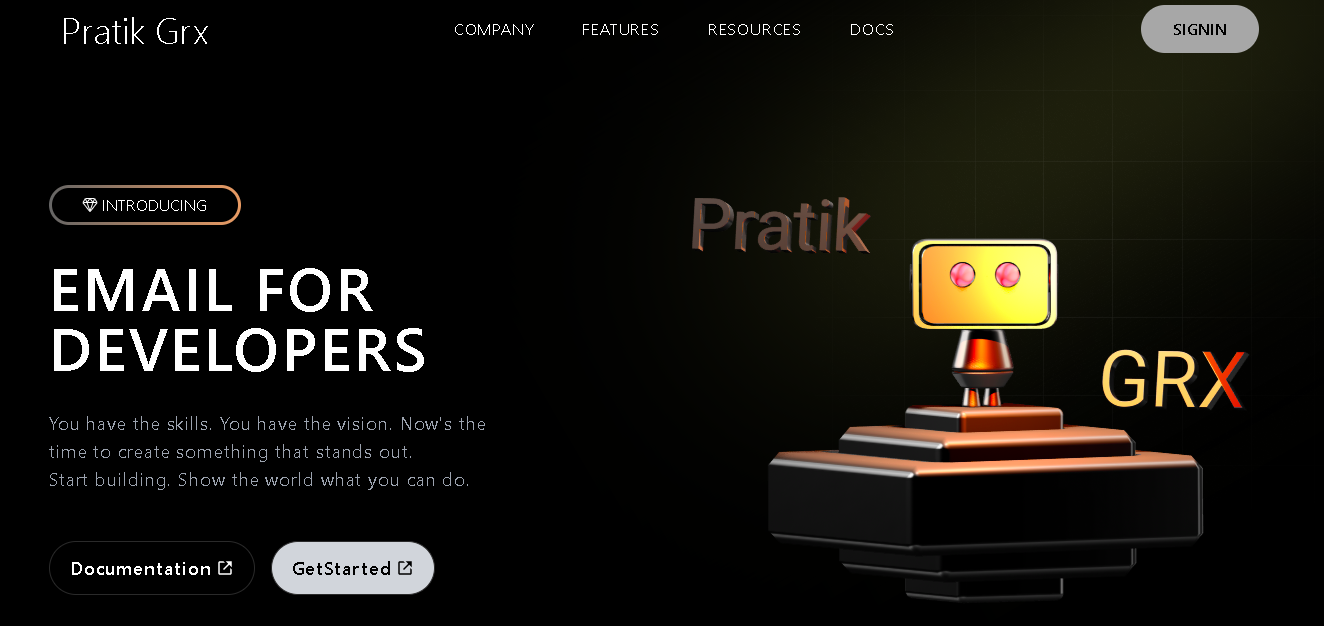 Pratik Grx
COMPANY
FEATURES
RESOURCES
DOCS
SIGNIN
INTRODUCING
EMAIL FOR
DEVELOPERS
You have the skills. You have the vision. Now's the
time to create something that stands out.
Start building. Show the world what you can do.
Documentation
GetStarted
Pratik
GRX